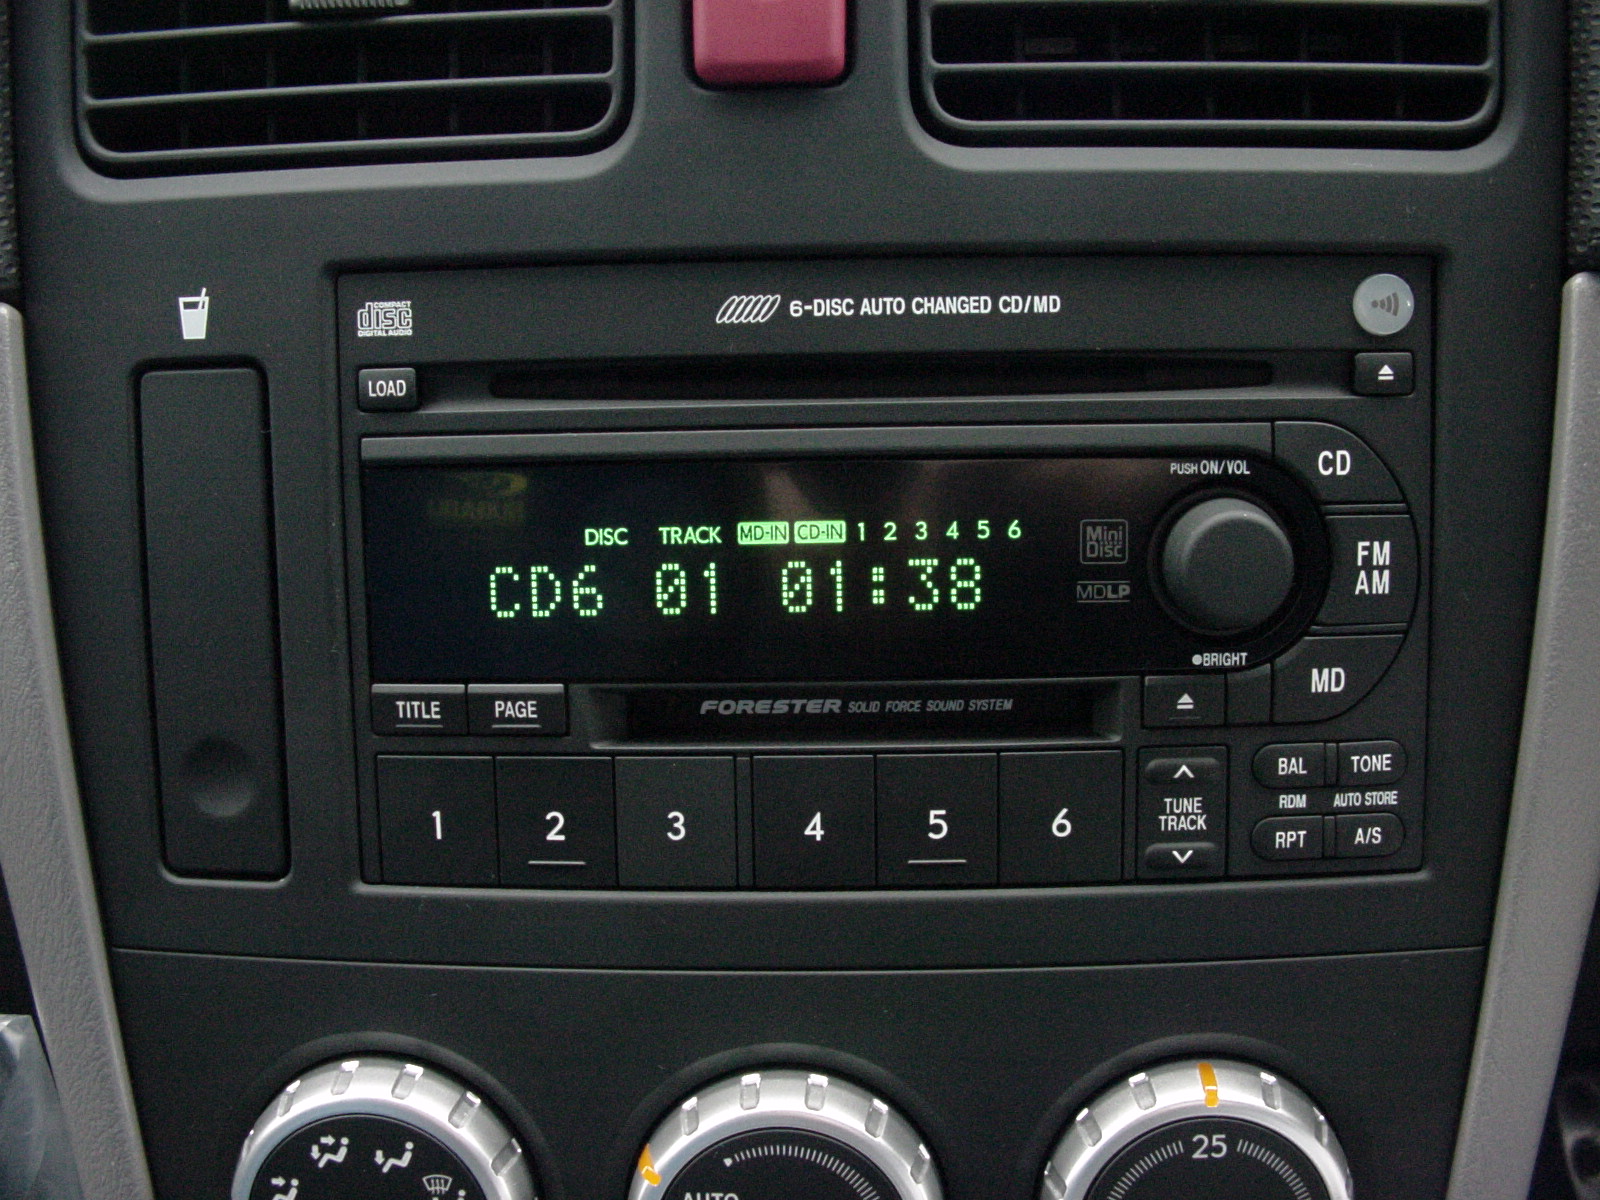 COMPACT
disc
DIGITAL AUDIO
6-DISC AUTO CHANGED CD/MD
LOAD
CD
PUSH ON/VOL
DISC TRACK MD-IN CD-IN 1 2 3 4 5 6
CD6 01 01:38
Mini
Disc
MDLP
FM
AM
●BRIGHT
MD
TITLE PAGE
FORESTER SOLID FORCE SOUND SYSTEM
1 2 3 4 5 6
TUNE
TRACK
BAL TONE
RDM AUTO STORE
RPT A/S
25
AUTO